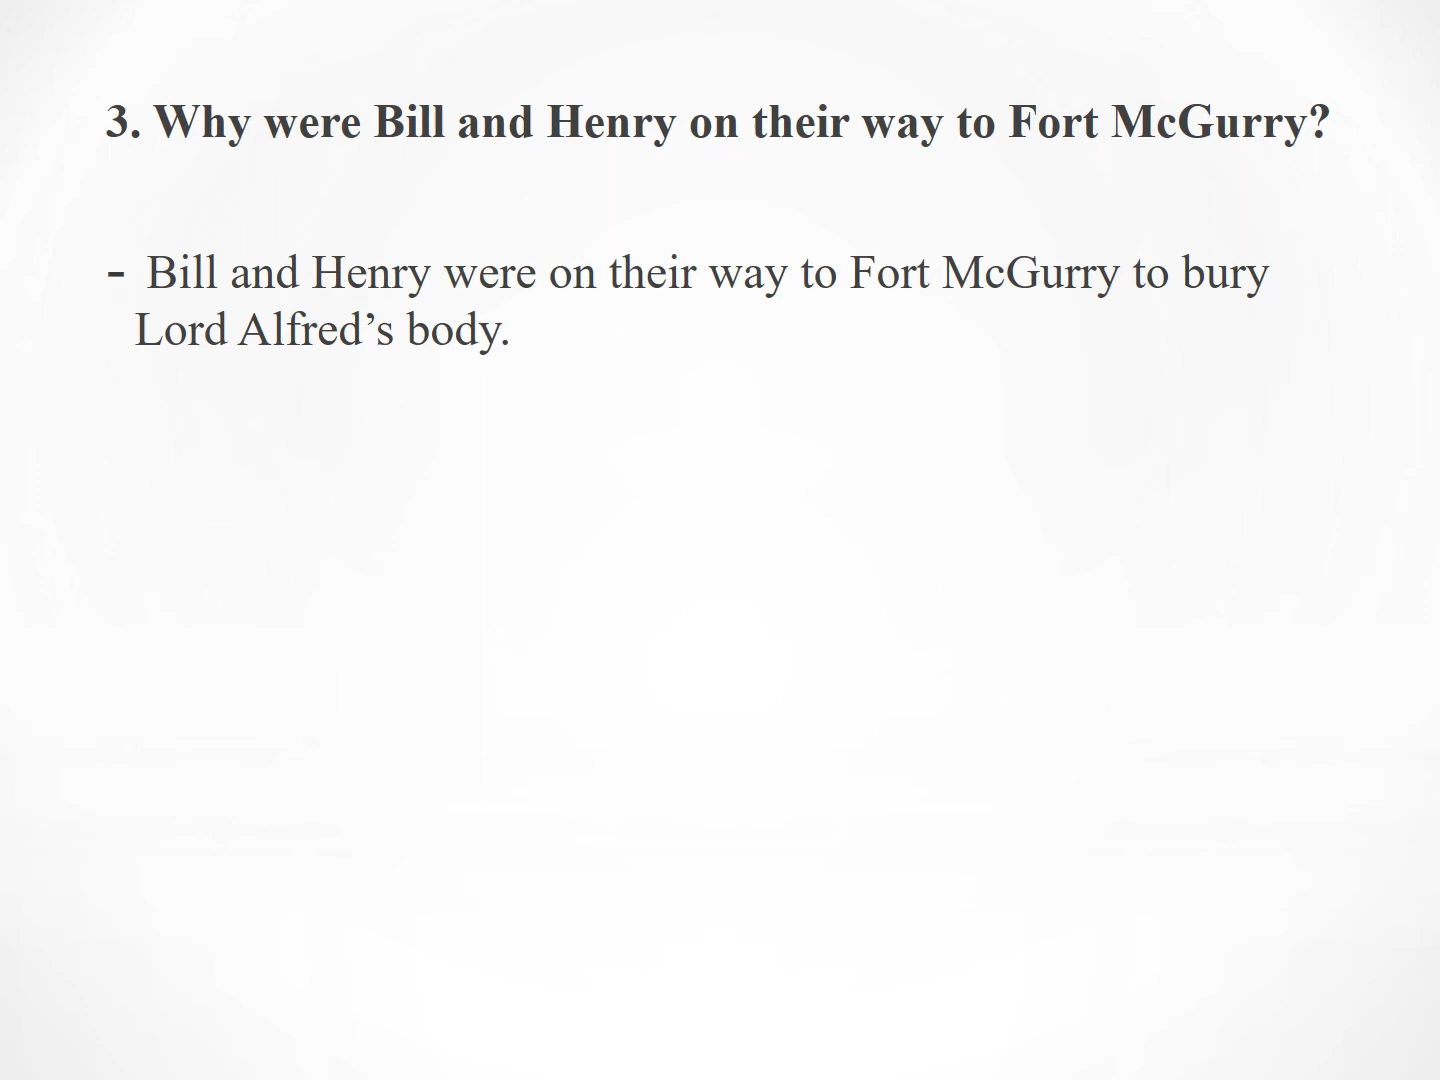 3. Why were Bill and Henry on their way to Fort McGurry?
- Bill and Henry were on their way to Fort McGurry to bury
Lord Alfred’s body.